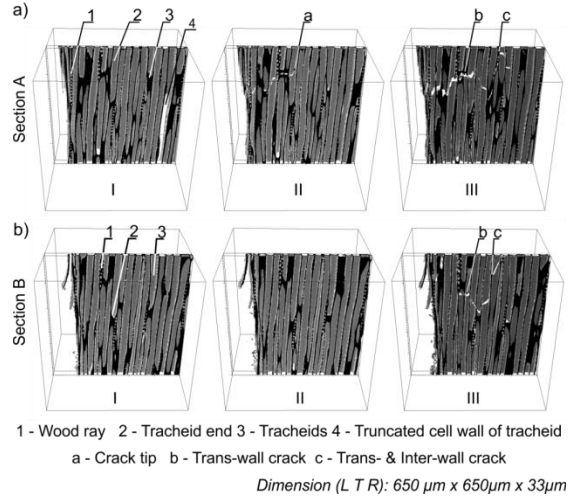 a)
1 2 3 4
a
b c
Section A
I II III
b)
1 2 3
b c
Section B
I II III
1 - Wood ray 2 - Tracheid end 3 - Tracheids 4 - Truncated cell wall of tracheid
a - Crack tip b - Trans-wall crack c - Trans- & Inter-wall crack
Dimension (L T R): 650 µm x 650µm x 33µm